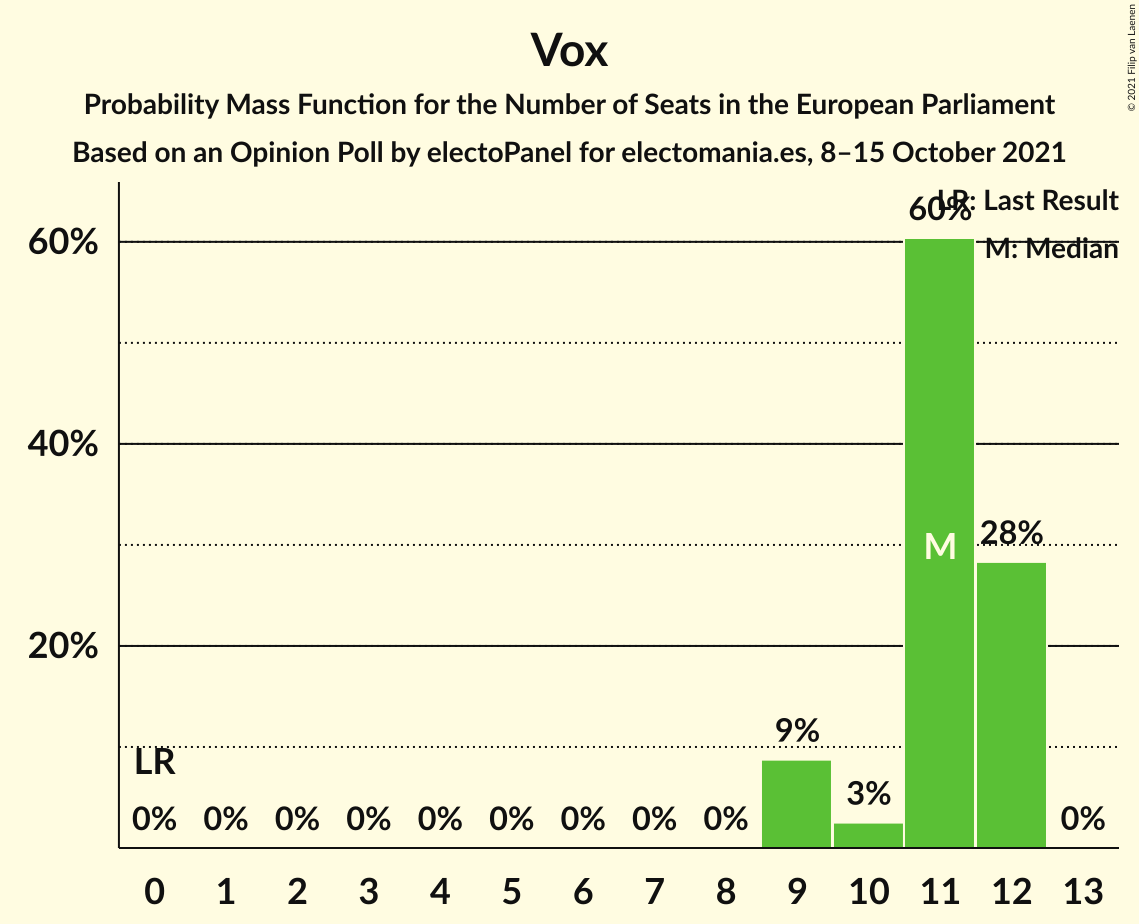 Vox
Probability Mass Function for the Number of Seats in the European Parliament
Based on an Opinion Poll by electoPanel for electomania.es, 8–15 October 2021
© 2021 Filip van Laenen
LR: Last Result
M: Median
60%
40%
20%
LR
0% 0% 0% 0% 0% 0% 0% 0% 0% 9% 3% 60% 28% 0%
M
0 1 2 3 4 5 6 7 8 9 10 11 12 13